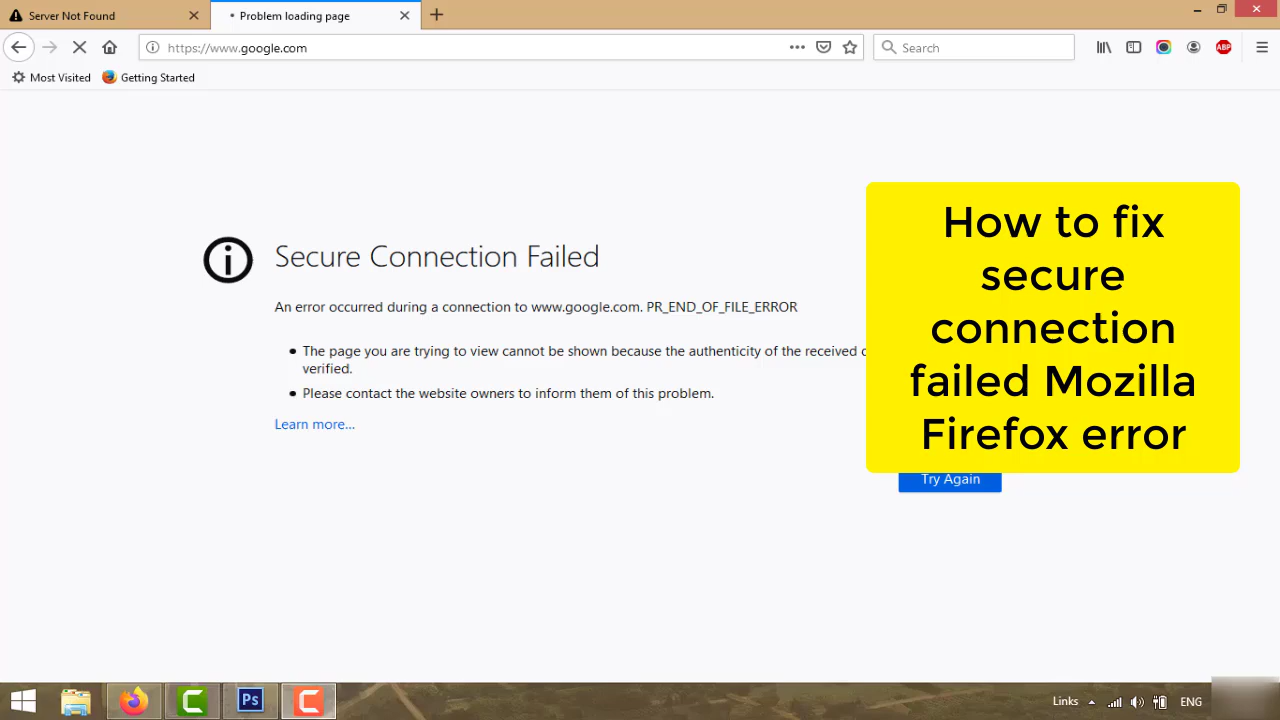 Server Not Found
Problem loading page
https://www.google.com
Search
ABP
Most Visited
Getting Started
Secure Connection Failed
An error occurred during a connection to www.google.com. PR_END_OF_FILE_ERROR
The page you are trying to view cannot be shown because the authenticity of the received
verified.
Please contact the website owners to inform them of this problem.
Learn more...
Try Again
How to fix
secure
connection
failed Mozilla
Firefox error
Ps
Links
ENG